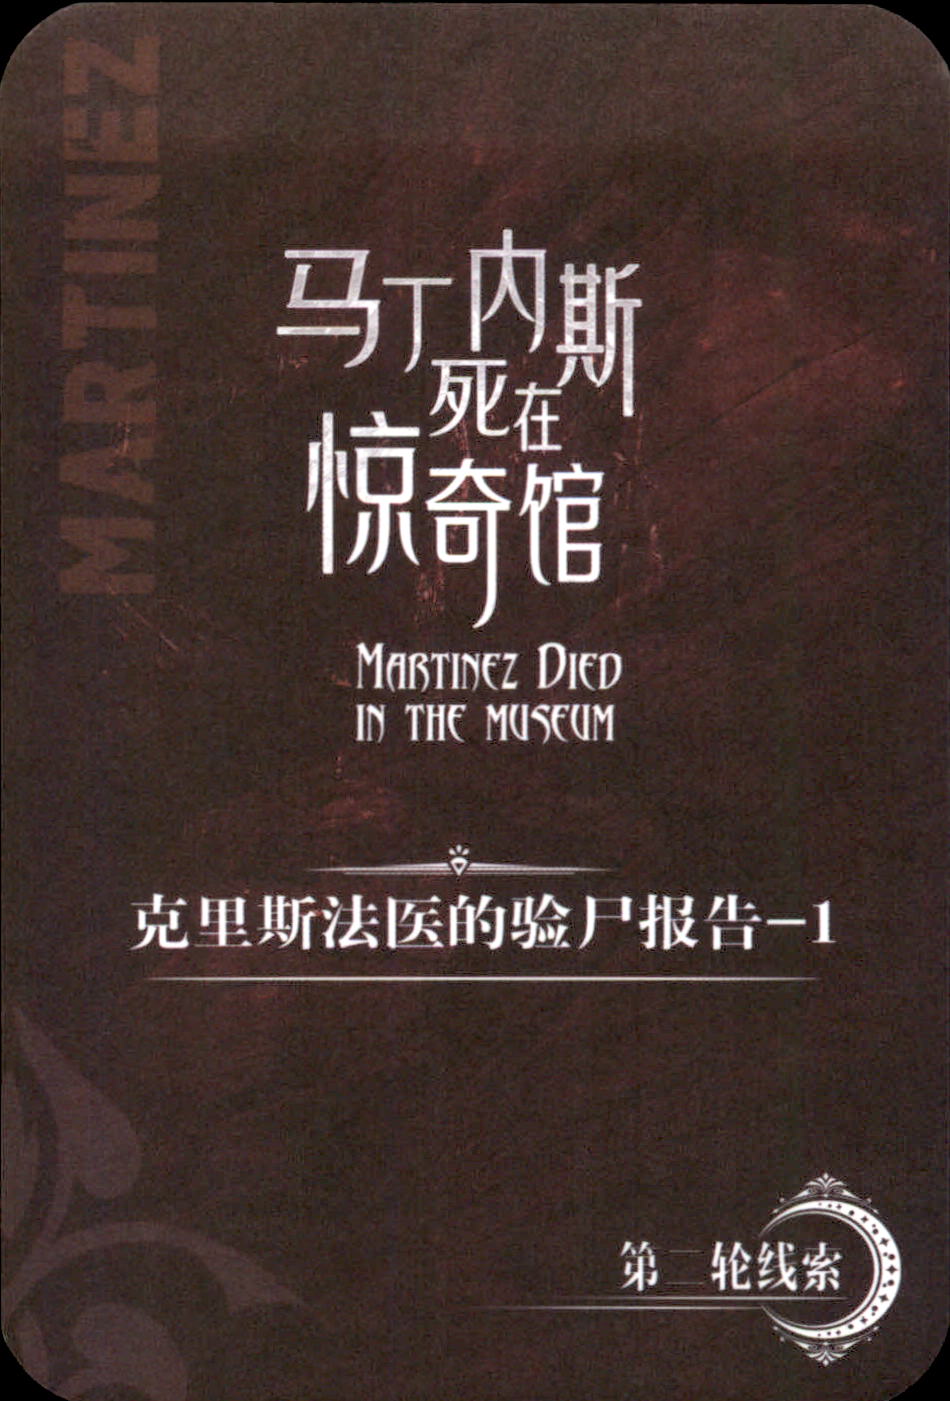 MARTINEZ
马丁内斯
死在
惊奇馆
MARTINEZ DIED
IN THE MUSEUM
克里斯法医的验尸报告-1
第二轮线索